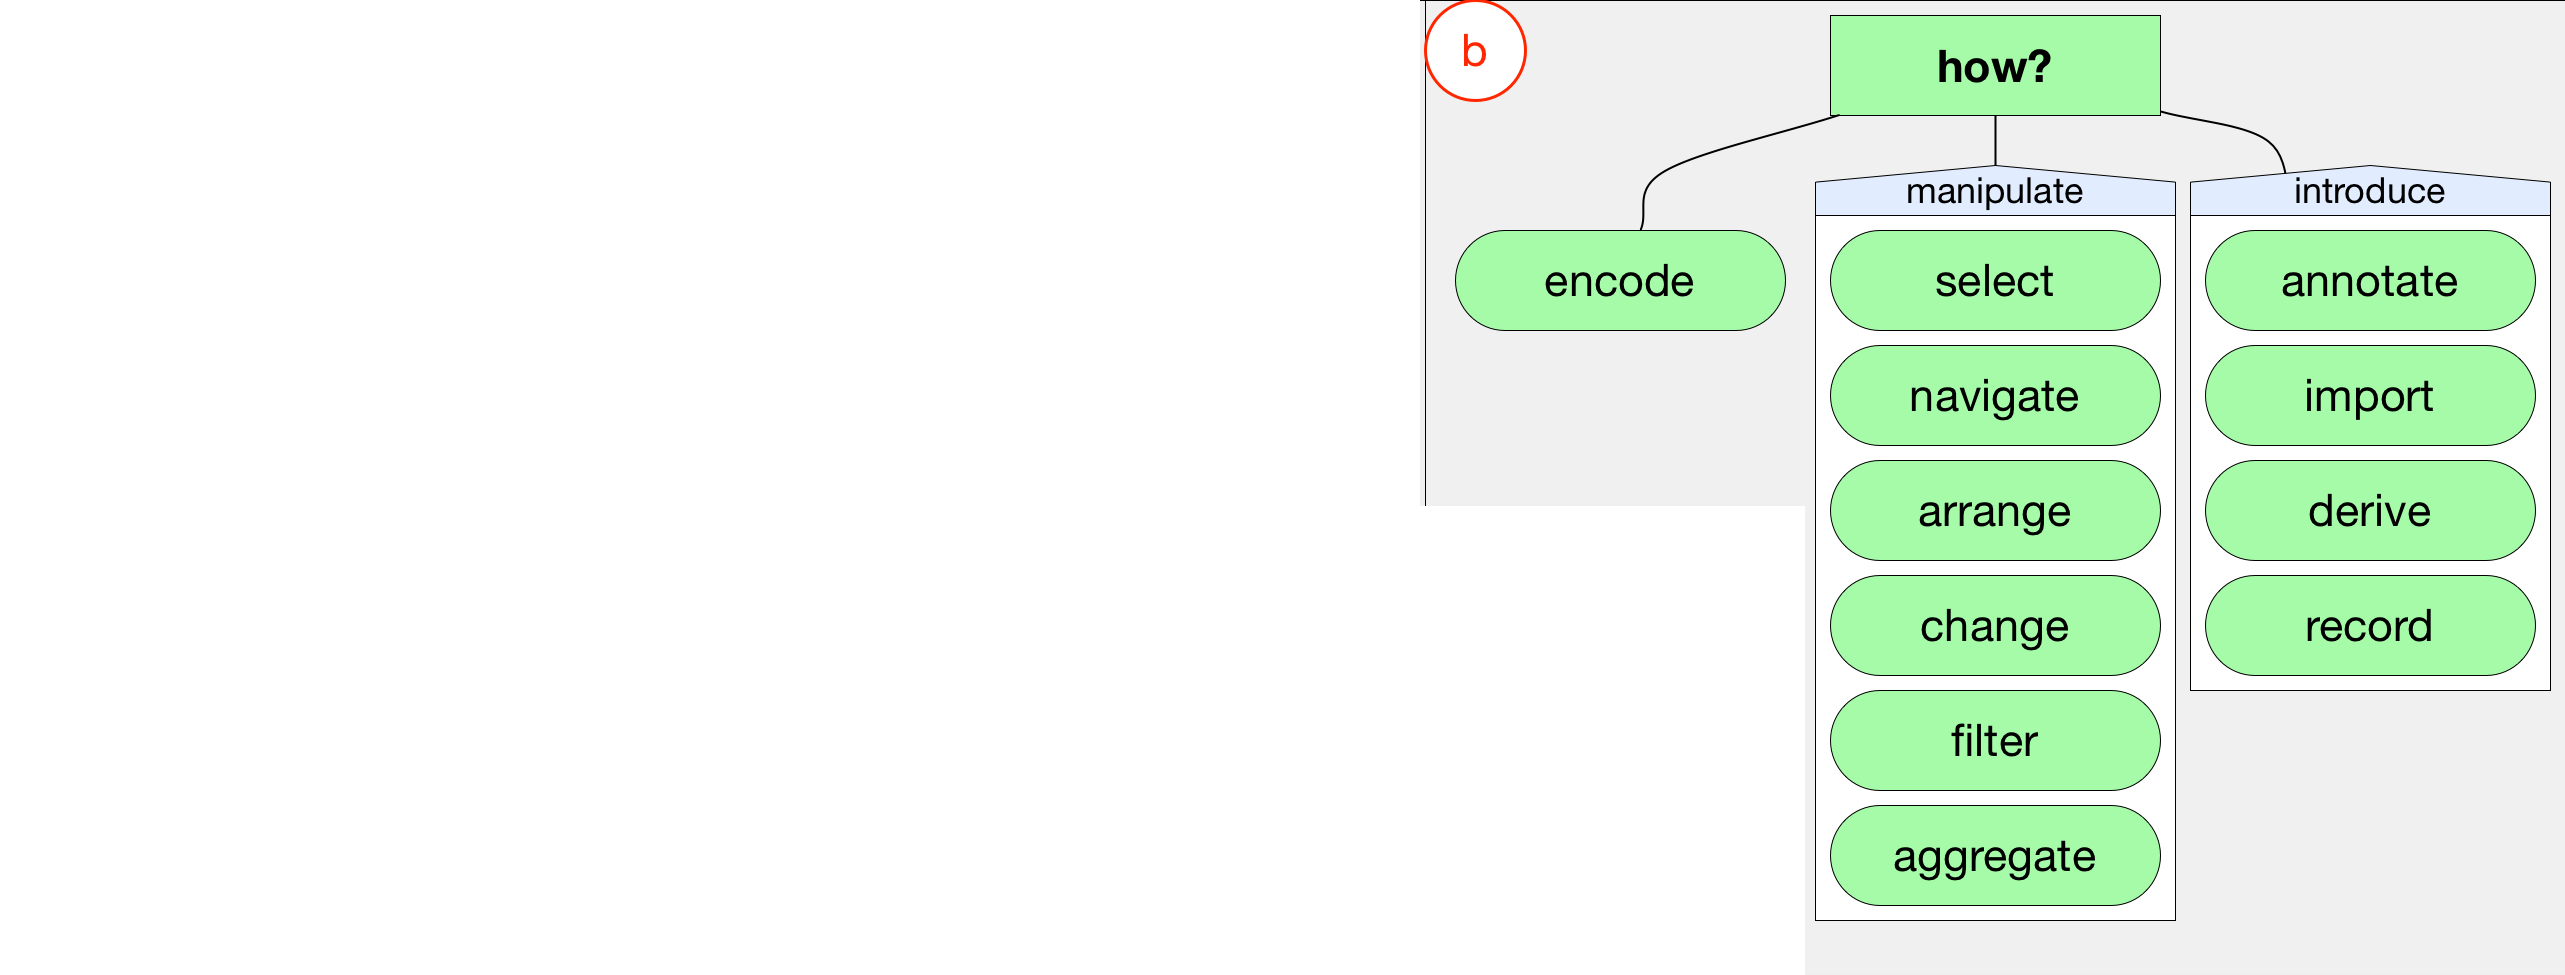 b
how?
encode
manipulate
select
navigate
arrange
change
filter
aggregate
introduce
annotate
import
derive
record